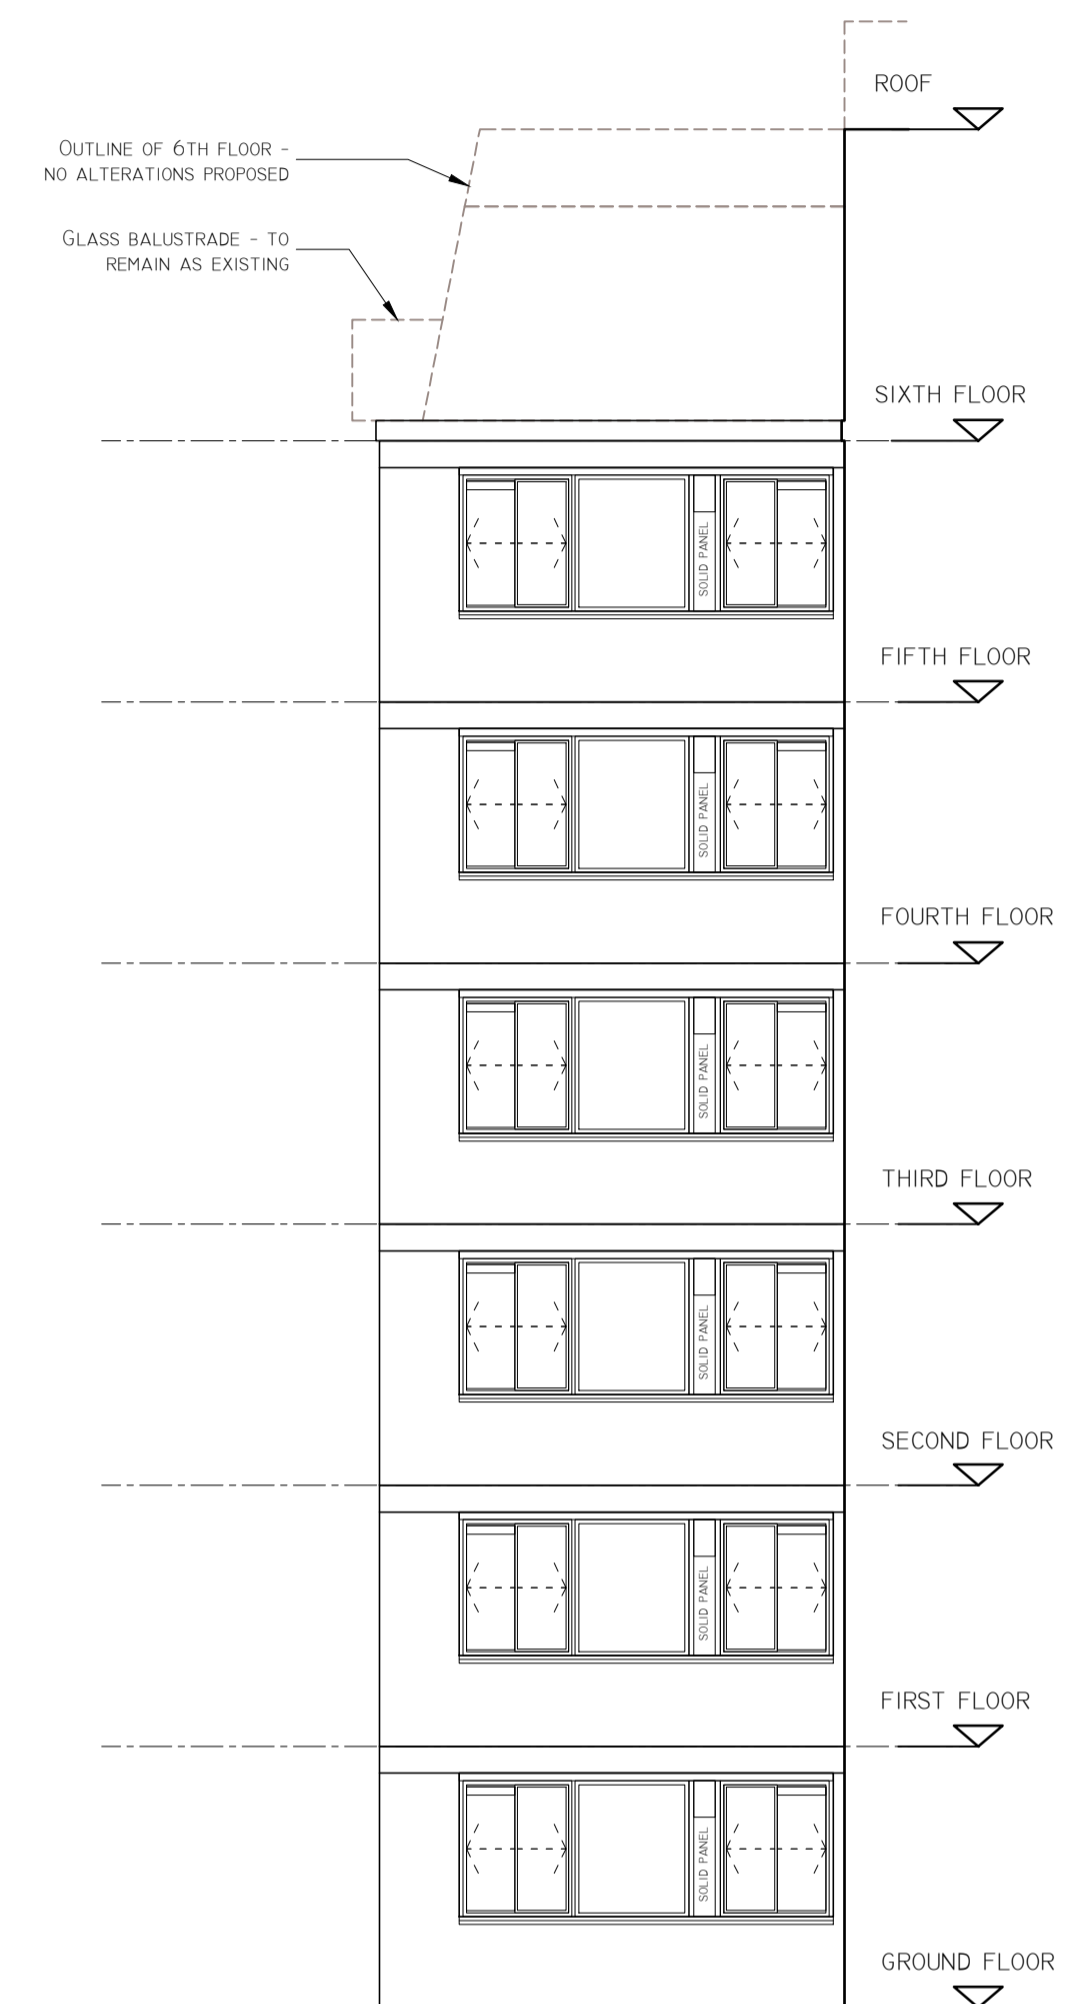 ROOF
OUTLINE OF 6TH FLOOR -
NO ALTERATIONS PROPOSED
GLASS BALUSTRADE - TO
REMAIN AS EXISTING
SIXTH FLOOR
SOLID PANEL
FIFTH FLOOR
SOLID PANEL
FOURTH FLOOR
SOLID PANEL
THIRD FLOOR
SOLID PANEL
SECOND FLOOR
SOLID PANEL
FIRST FLOOR
SOLID PANEL
GROUND FLOOR